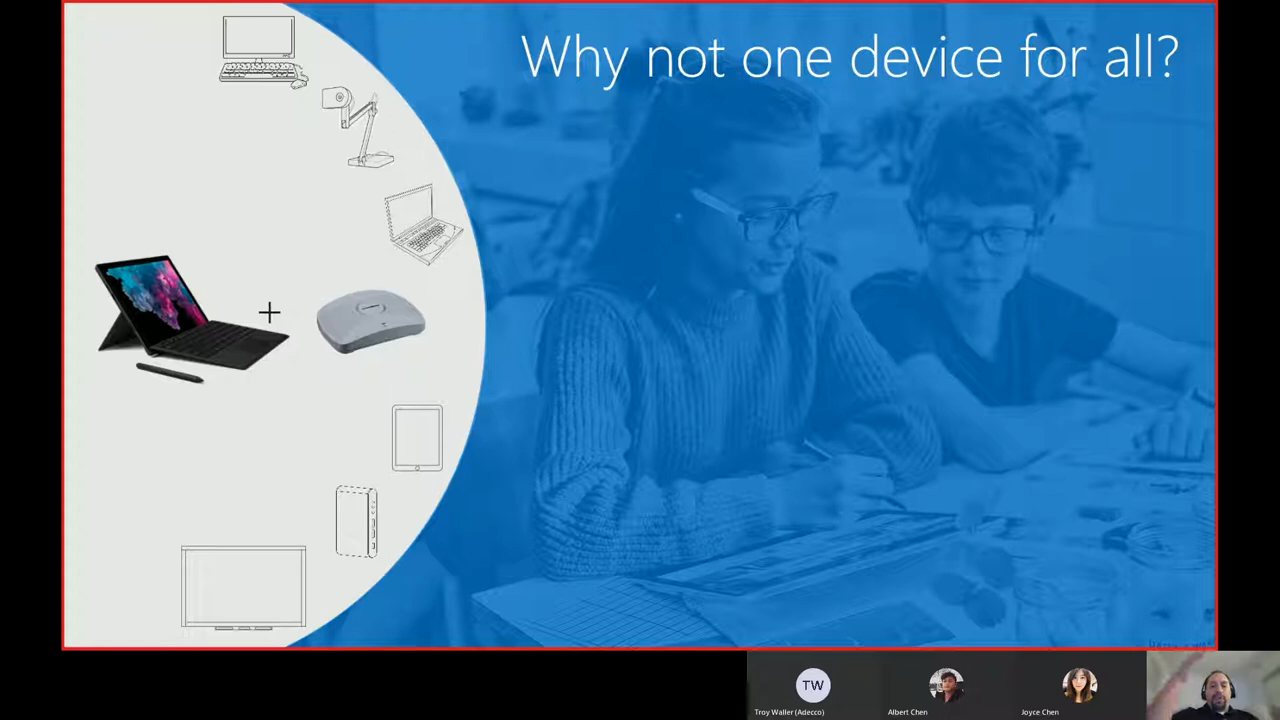 Why not one device for all?
+
TW
Troy Waller (Adecco)
Albert Chen
Joyce Chen